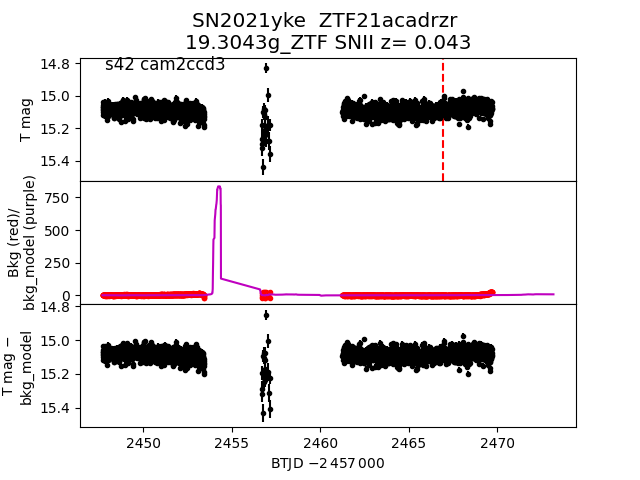 SN2021yke  ZTF21acadrzr
19.3043g_ZTF SNII z= 0.043
s42 cam2ccd3
14.8
15.0
15.2
15.4
T mag
750
500
250
0
Bkg (red)/
bkg_model (purple)
14.8
15.0
15.2
15.4
T mag −
bkg_model
2450 2455 2460 2465 2470
BTJD −2 457 000